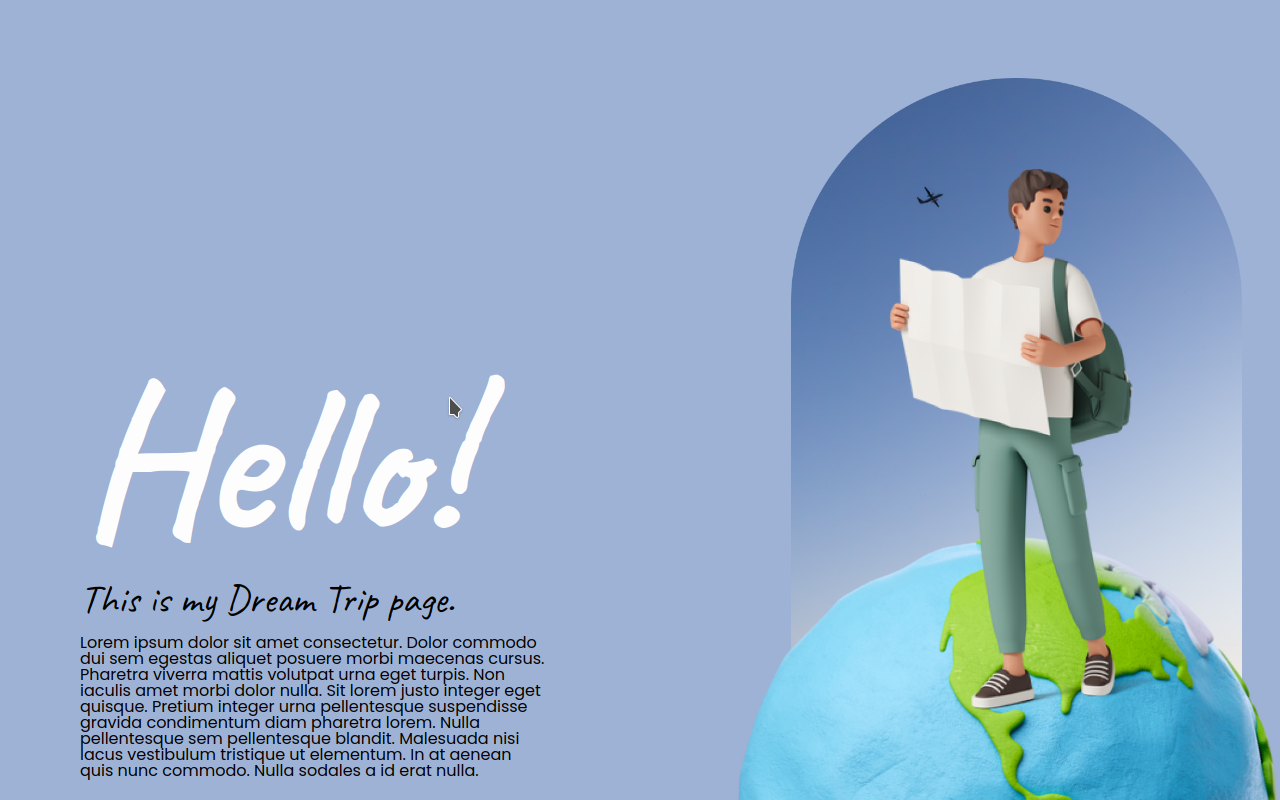 Hello!
This is my Dream Trip page.
Lorem ipsum dolor sit amet consectetur. Dolor commodo
dui sem egestas aliquet posuere morbi maecenas cursus.
Pharetra viverra mattis volutpat urna eget turpis. Non
iaculis amet morbi dolor nulla. Sit lorem justo integer eget
quisque. Pretium integer urna pellentesque suspendisse
gravida condimentum diam pharetra lorem. Nulla
pellentesque sem pellentesque blandit. Malesuada nisi
lacus vestibulum tristique ut elementum. In at aenean
quis nunc commodo. Nulla sodales a id erat nulla.